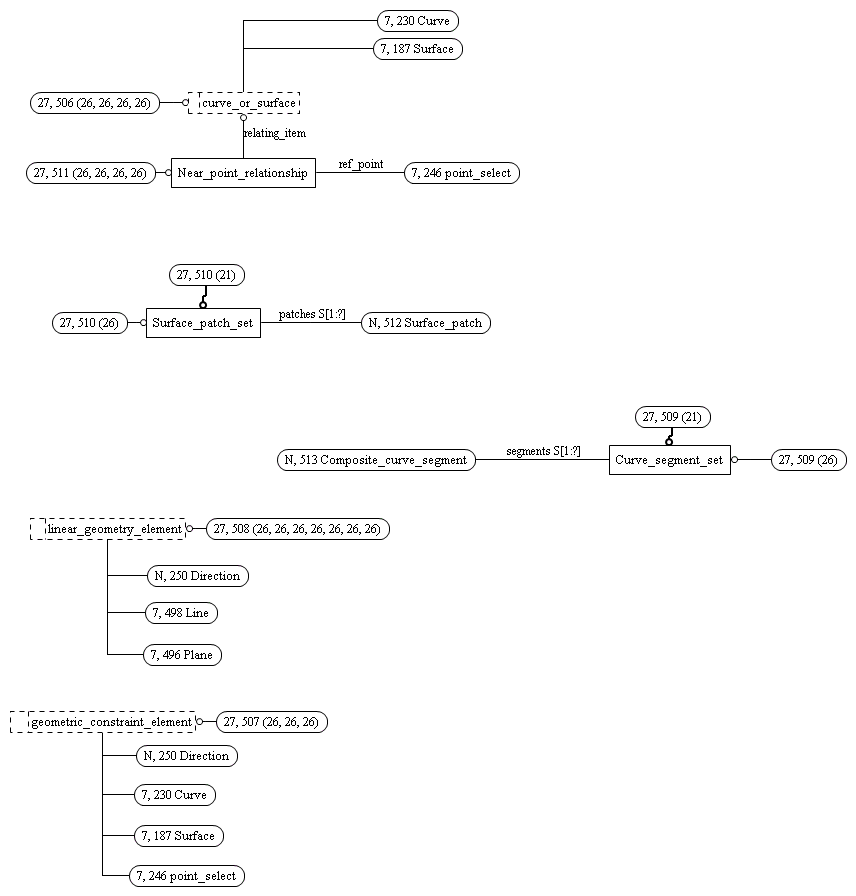 7, 230 Curve
7, 187 Surface
27, 506 (26, 26, 26, 26)
curve_or_surface
relating_item
27, 511 (26, 26, 26, 26)
Near_point_relationship
ref_point
7, 246 point_select
27, 510 (21)
27, 510 (26)
Surface_patch_set
patches S[1:?]
N, 512 Surface_patch
27, 509 (21)
N, 513 Composite_curve_segment
segments S[1:?]
Curve_segment_set
27, 509 (26)
linear_geometry_element
27, 508 (26, 26, 26, 26, 26, 26, 26)
N, 250 Direction
7, 498 Line
7, 496 Plane
geometric_constraint_element
27, 507 (26, 26, 26)
N, 250 Direction
7, 230 Curve
7, 187 Surface
7, 246 point_select